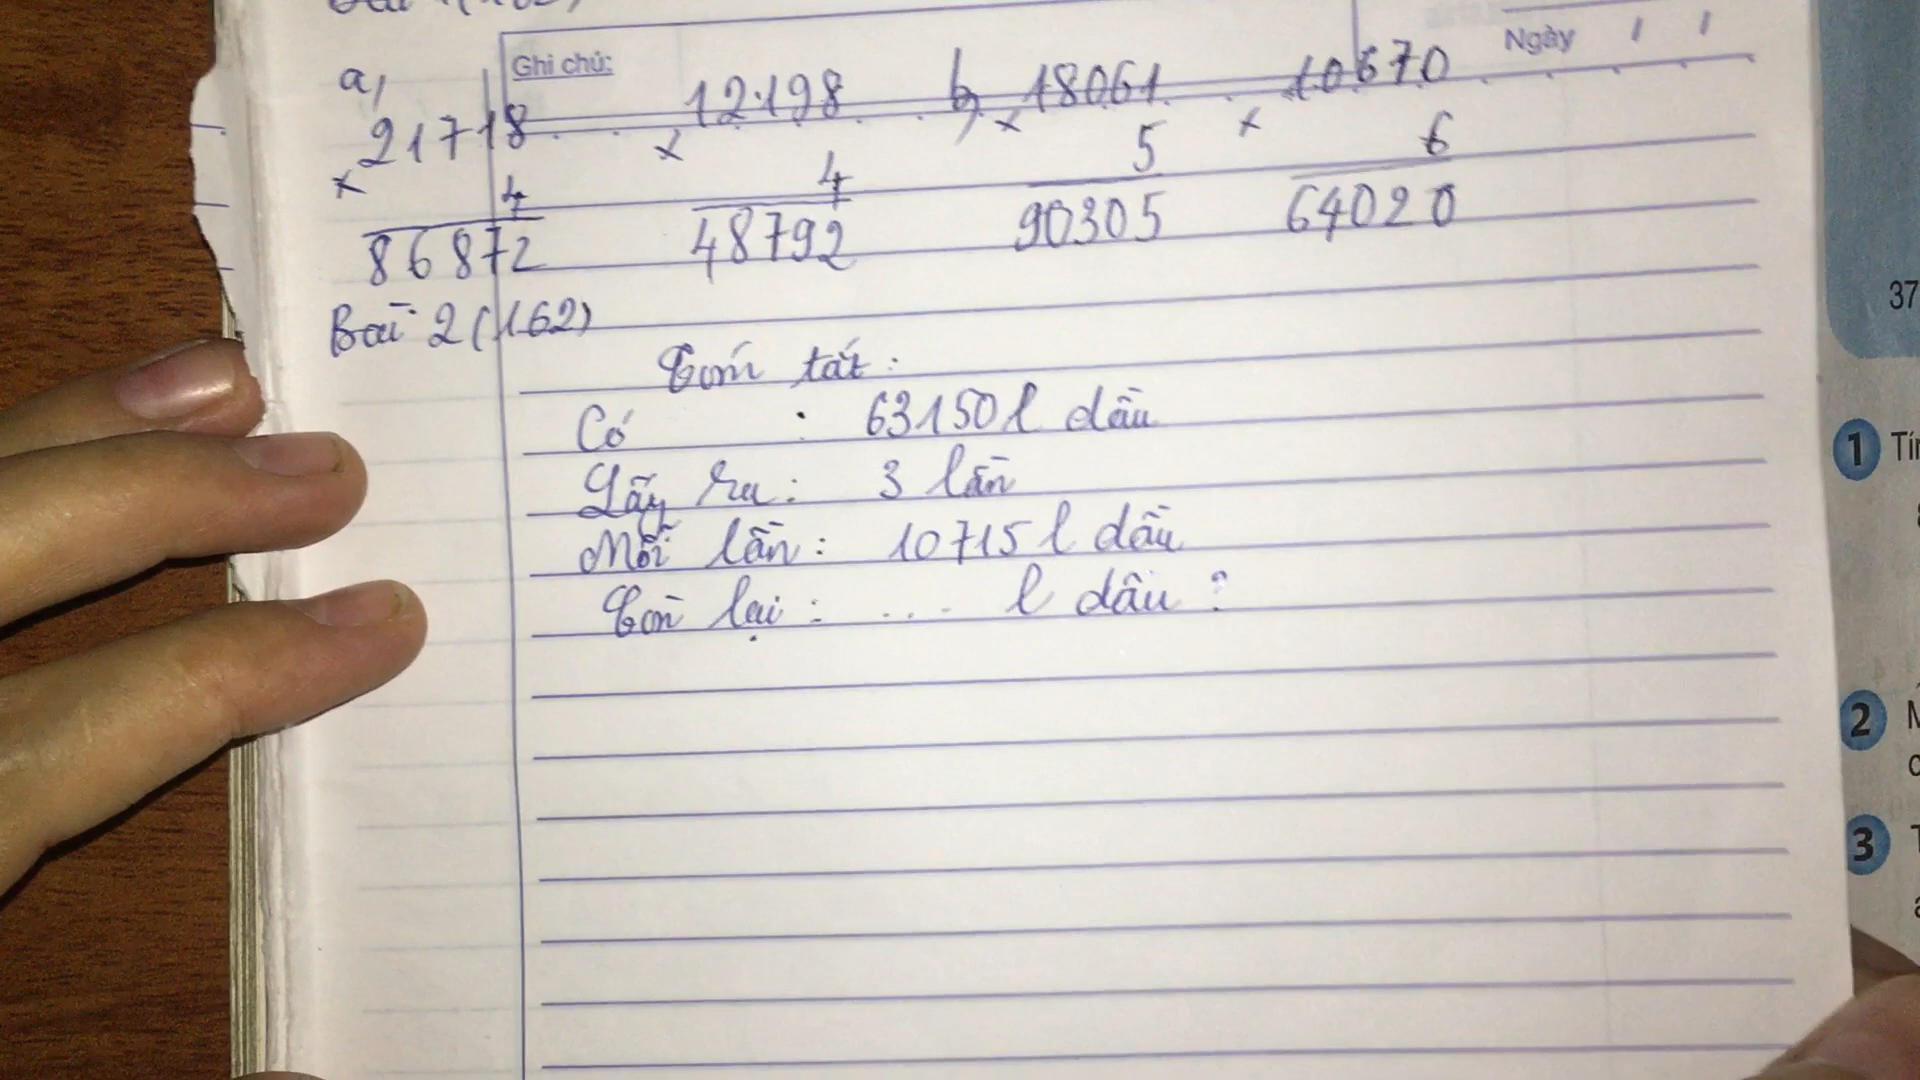 Ghi chú:
Ngày / /
a,
21718
×
4
86872
12198
×
4
48792
b,
18061
×
5
90305
10670
×
6
64020
Bài 2 (162)
Tóm tắt:
Có : 63150 l dầu
Lấy ra: 3 lần
Mỗi lần: 10715 l dầu
Còn lại: ... l dầu?
37
1
2
3